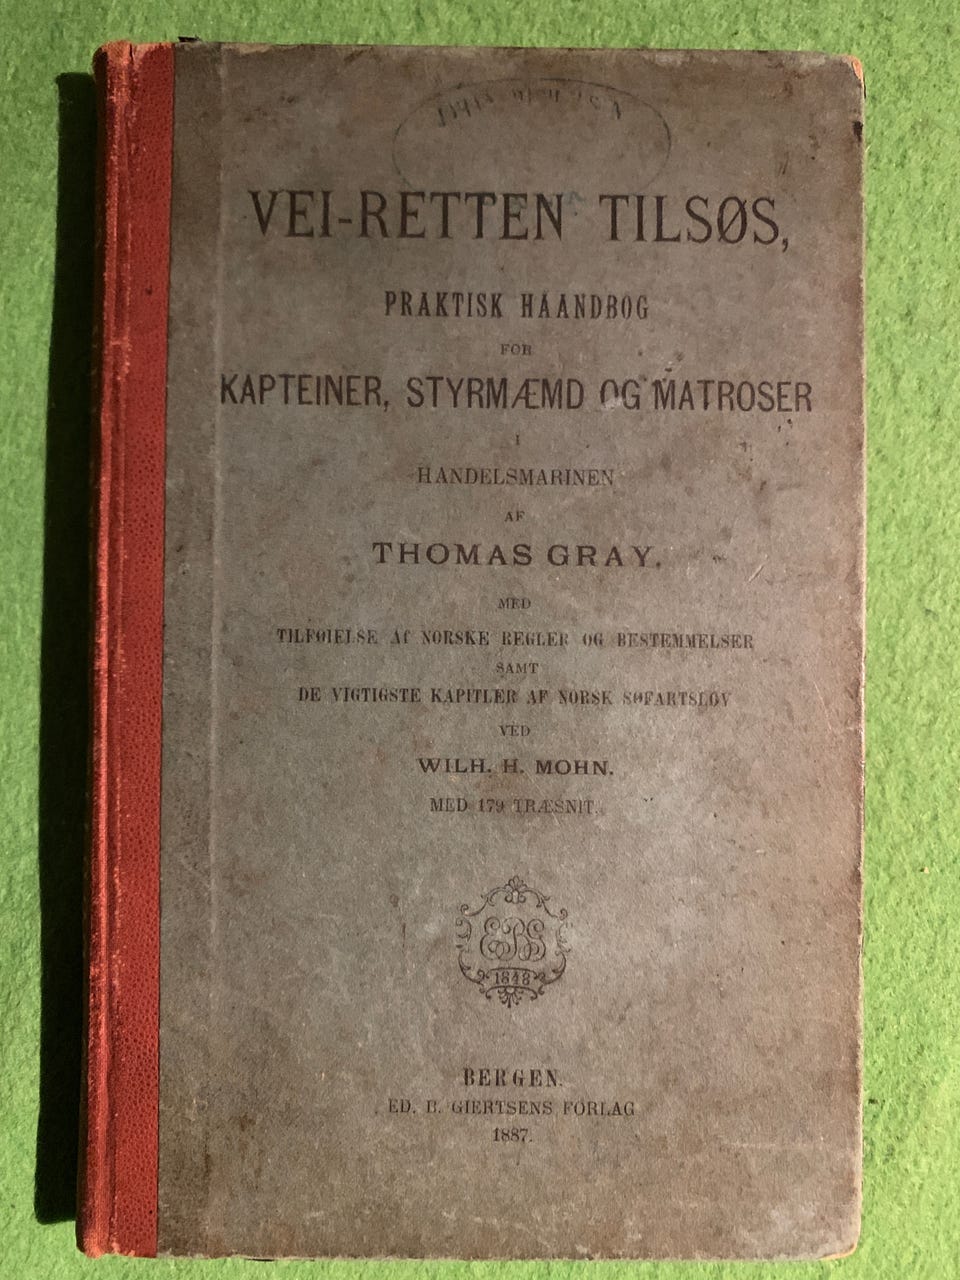 VEI-RETTEN TILSØS,
PRAKTISK HAANDBOG
FOR
KAPTEINER, STYRMÆMD OG MATROSER
I
HANDELSMARINEN
AF
THOMAS GRAY.
MED
TILFØIELSE Af NORSKE REGLER OG BESTEMMELSER
SAMT
DE VIGTIGSTE KAPITLER AF NORSK SØFARTSLOV
VED
WILH. H. MOHN.
MED 179 TRÆSNIT.
EBG
1848
BERGEN.
ED. B. GIERTSENS FORLAG
1887.